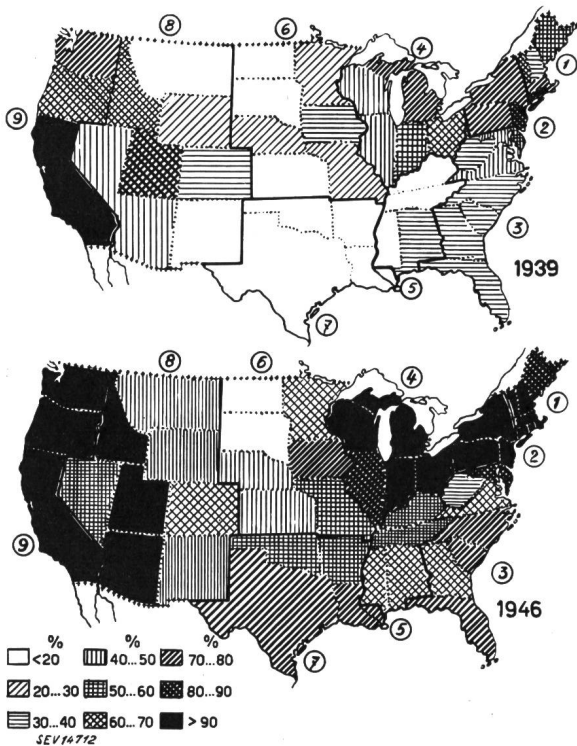 ⑧ ⑥ ④
① ② ⑨ ③
1939
⑤
⑦
⑧ ⑥ ④
① ② ⑨ ③
1946
⑤
⑦
% % %
<20 40...50 70...80
20...30 50...60 80...90
30...40 60...70 >90
SEV14712